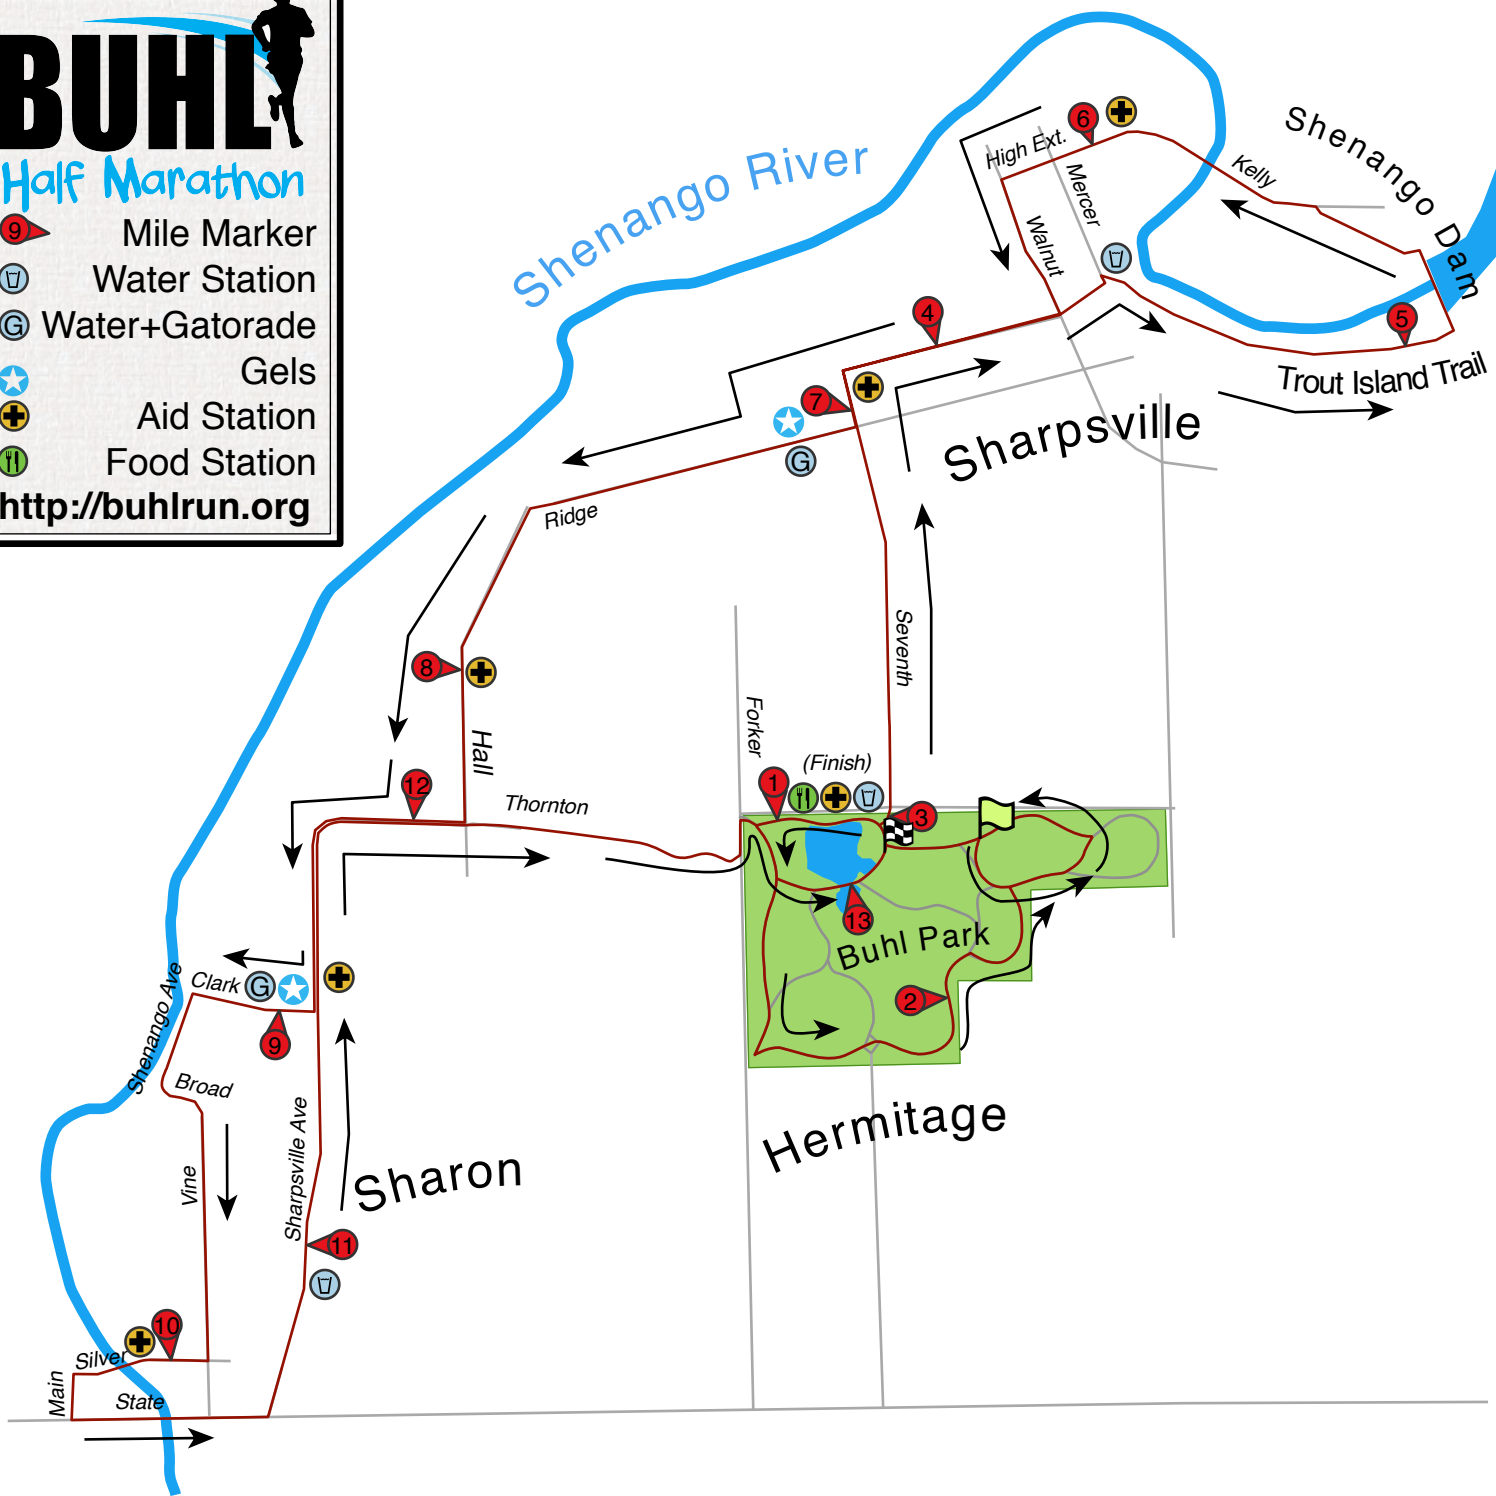 BUHL
Half Marathon
9 Mile Marker
Water Station
G Water+Gatorade
Gels
Aid Station
Food Station
http://buhlrun.org
Shenango River
Shenango Dam
High Ext.
6
Kelly
Mercer
Walnut
4
5
Trout Island Trail
7
G
Sharpsville
Ridge
Seventh
8
Hall
Forker
(Finish)
12
Thornton
1
3
13
Buhl Park
2
Shenango Ave
Clark
G
9
Broad
Hermitage
Sharpsville Ave
Sharon
Vine
11
10
Silver
Main
State